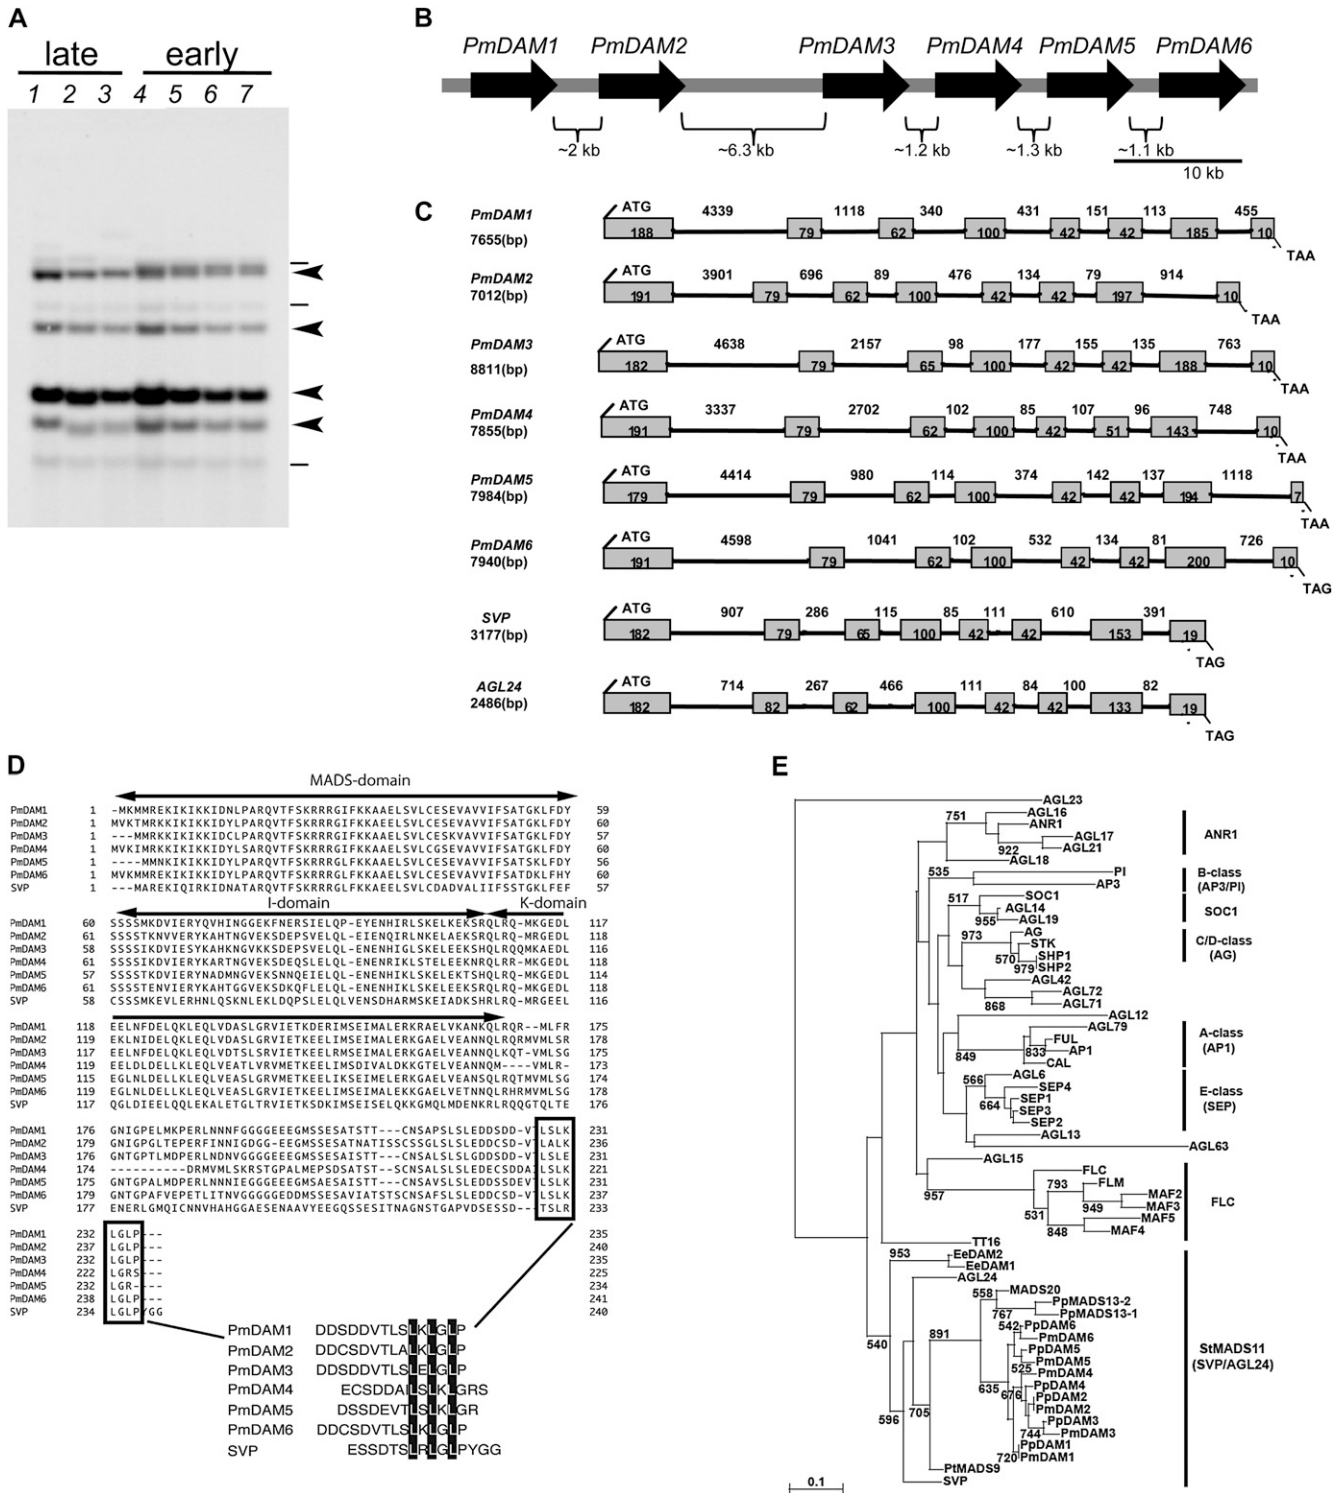 A
late early
1 2 3 4 5 6 7
B
PmDAM1 PmDAM2 PmDAM3 PmDAM4 PmDAM5 PmDAM6
~2 kb ~6.3 kb ~1.2 kb ~1.3 kb ~1.1 kb
10 kb
C
PmDAM1
7655(bp)
ATG 4339 1118 340 431 151 113 455
188 79 62 100 42 42 185 10
TAA
PmDAM2
7012(bp)
ATG 3901 696 89 476 134 79 914
191 79 62 100 42 42 197 10
TAA
PmDAM3
8811(bp)
ATG 4638 2157 98 177 155 135 763
182 79 65 100 42 42 188 10
TAA
PmDAM4
7855(bp)
ATG 3337 2702 102 85 107 96 748
191 79 62 100 42 51 143 10
TAA
PmDAM5
7984(bp)
ATG 4414 980 114 374 142 137 1118
179 79 62 100 42 42 194 7
TAA
PmDAM6
7940(bp)
ATG 4598 1041 102 532 134 81 726
191 79 62 100 42 42 200 10
TAG
SVP
3177(bp)
ATG 907 286 115 85 111 610 391
182 79 65 100 42 42 153 19
TAG
AGL24
2486(bp)
ATG 714 267 466 111 84 100 82
182 82 62 100 42 42 133 19
TAG
D
MADS-domain
PmDAM1 1 -MKMMREKIKIKKIDNLPARQVTFSKRRRGIFKKAAELSVLCESEVAVVIFSATGKLFDY 59
PmDAM2 1 MVKTMRKKIKIKKIDYLPARQVTFSKRRRGIFKKAAELSVLCESEVAVVIFSATGKLFDY 60
PmDAM3 1 ---MMRKKIKIKKIDCLPARQVTFSKRRRGIFKKAAELSVLCESKVAVVIFSATGKLFDY 57
PmDAM4 1 MVKIMRKKIKIKKIDYLSARQVTFSKRRRGLFKKAAELSVLCESEVAVVIFSATGKLFDY 60
PmDAM5 1 ----MMNKIKIKKIDYLPARQVTFSKRRRGLFKKGAELSVLCESEVAVVIFSATSKLFDY 56
PmDAM6 1 MVKMMREKIKIKKIDYLPARQVTFSKRRRGLFKKAAELSVLCESEVAVVIFSATDKLFHY 60
SVP 1 ---MAREKIQIRKIDNATARQVTFSKRRRGLFKKAEELSVLCDADVALIIFSSTGKLFEF 57
I-domain K-domain
PmDAM1 60 SSSSMKDVIERYQVHINGGEKFNERSIELQP-EYENHIRLSKELKEKSRQLRQ-MKGEDL 117
PmDAM2 61 SSSSTKNVVERYKAHTNGVEKSDEPSVELQL-EIENQIRLNKELAEKSRQLRQ-MKGEDL 118
PmDAM3 58 SSSSIKDVIERYKAHKNGVKKSDEPSVELQL-ENENHIGLSKELEEKSHQLRQQMKAEDL 116
PmDAM4 61 SSSSIKDVIERYKARTNGVEKSDEQSLELQL-ENENHIRLSTELEEKNRQLRR-MKGEDL 118
PmDAM5 57 SSSSTKDVIERYNADMNGVEKSNNQEIELQL-ENENHIKLSKELEEKTSHQLRQ-MKGEDL 114
PmDAM6 61 SSSSTENVIERYKAHTGGVEKSDKQFLELQL-ENENHIKLSKELEEKSRQLRQ-MKGEDL 118
SVP 58 CSSSMKEVLERHNLQSKNLEKLDQPSLELQLVENSDHARMSKEIADKSHRLRQ-MRGEEL 116
PmDAM1 118 EELNFDELQKLEQLVDASLGRVIETKDERIMSEIMALERKRAELVKANKQLRQR--MLFR 175
PmDAM2 119 EKLNIDELQKLEQLVEASLGRVIETKEELIMSEIMALERKGAELVEANNQLRQRMVMLSR 178
PmDAM3 117 EELNFDELQKLEQLVDTSLSRVIETKEELRMSEIMALERKGAELVEANNQLKQT-VMLSG 175
PmDAM4 119 EELDLDELLKLEQLVEATLVRVMETKEELIMSDIVALDKKGAELVEANNQM-----VMLR- 173
PmDAM5 115 EGLNLDELLKLEQLVEASLGRVIETKEELIMSEIMALERKGAELVEANSQLRQTMVMLSG 174
PmDAM6 119 EGLNLDELLKLEQLVEASLGRVIETKEELIMSEIMALEKKGAELVETNNQLRHRMVMLSG 178
SVP 117 QGLDIEELQQLEKALETGLTRVIETKSDKIMSEISELQKKGMQLMDENKRLRQQGTQLTE 176
PmDAM1 176 GNIGPELMKPERLNNNFGGGGEEEGMSSESATSTT---CNSAPSLSLEDDSDD-VTLSLK 231
PmDAM2 179 GNIGPGLMEPERFINNIGDGG-EEEGMSSESATNATISSCSSGLSLSLEDDCSD-VTLALK 236
PmDAM3 176 GNTGPTLMDPERLNDNVGGGGEEEGMSSESAISTT---CNSALSLSLEDDSDD-VTLSLE 231
PmDAM4 174 ----------DRMVMLSKRSTGPALMEPSDSATST---SCNSALSLSLGDECSDDAILSLK 221
PmDAM5 175 GNTGPALMDPERLNNNIEGGGGEEGMSAESAISTT---CNSAVSLSLEDDSSDEVTLSLK 231
PmDAM6 179 GNTGPAFVEPETLITNVGGGGEDDMSSESAVIATSTSCNSAFSLSLEDDCSD-VTLSLK 237
SVP 177 ENERLGMQICNNVHAHGGAESENAAVYEEGQSSESITNAGNSTGAPVDSESSD--TSLR 233
PmDAM1 232 LGLP--- 235
PmDAM2 237 LGLP--- 240
PmDAM3 232 LGLP--- 235
PmDAM4 222 LGRS--- 225
PmDAM5 232 LGR---- 234
PmDAM6 238 LGLP--- 241
SVP 234 LGLPYGG 240
PmDAM1 DDSDDVTLSLKLGLP
PmDAM2 DDCSDVTLALKLGLP
PmDAM3 DDSDDVTLSLELGLP
PmDAM4 ECSDDAILSLKLGRS
PmDAM5 DSSDEVTLSLKLGR
PmDAM6 DDCSDVTLSLKLGLP
SVP ESSDTSLRLGLPYGG
E
AGL23
AGL16
751
ANR1
AGL17
922
AGL21
AGL18
ANR1
PI
535
AP3
B-class
(AP3/PI)
SOC1
517
AGL14
955
AGL19
SOC1
AG
973
STK
570
SHP1
979
SHP2
C/D-class
(AG)
AGL42
AGL72
868
AGL71
AGL12
AGL79
FUL
849
833
AP1
CAL
A-class
(AP1)
AGL6
566
SEP4
664
SEP1
SEP3
SEP2
E-class
(SEP)
AGL13
AGL63
AGL15
957
FLC
793
FLM
MAF2
949
MAF3
531
MAF5
848
MAF4
FLC
TT16
953
EeDAM2
EeDAM1
AGL24
558
MADS20
PpMADS13-2
767
PpMADS13-1
542
PpDAM6
PmDAM6
891
540
PpDAM5
525
PmDAM5
PmDAM4
635
676
PpDAM4
PpDAM2
PmDAM2
705
596
PpDAM3
744
PmDAM3
PpDAM1
720
PmDAM1
PtMADS9
SVP
StMADS11
(SVP/AGL24)
0.1